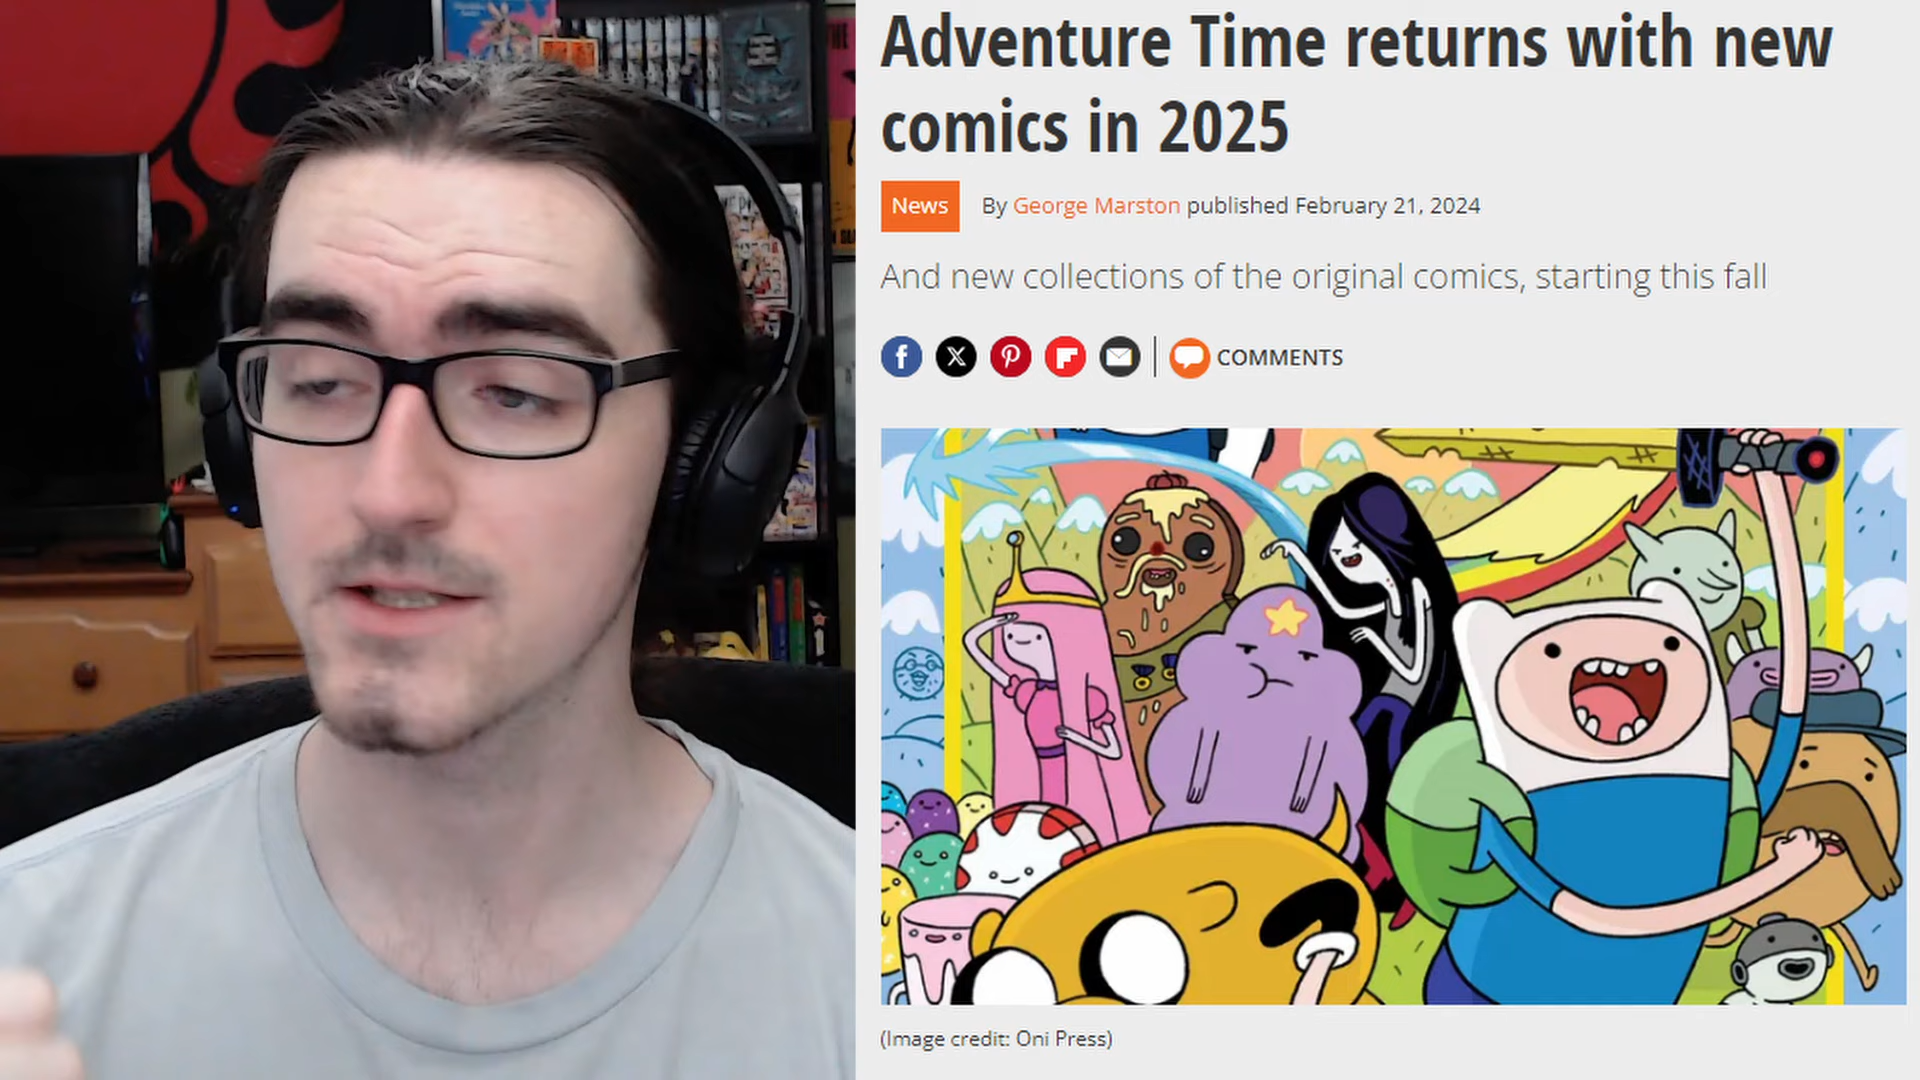 Adventure Time returns with new
comics in 2025
News By George Marston published February 21, 2024
And new collections of the original comics, starting this fall
COMMENTS
(Image credit: Oni Press)